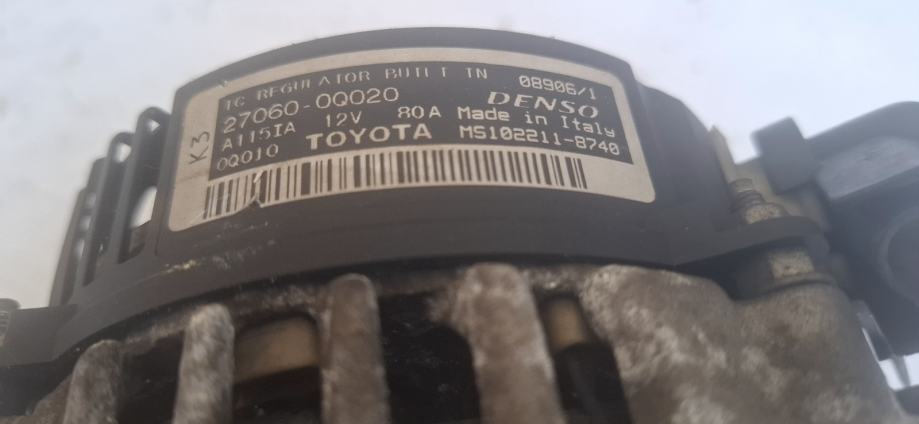 IC REGULATOR BUILT IN 08906/1
27060-0Q020 DENSO
A115IA 12V 80A Made in Italy
0Q010 TOYOTA MS102211-8740
K3